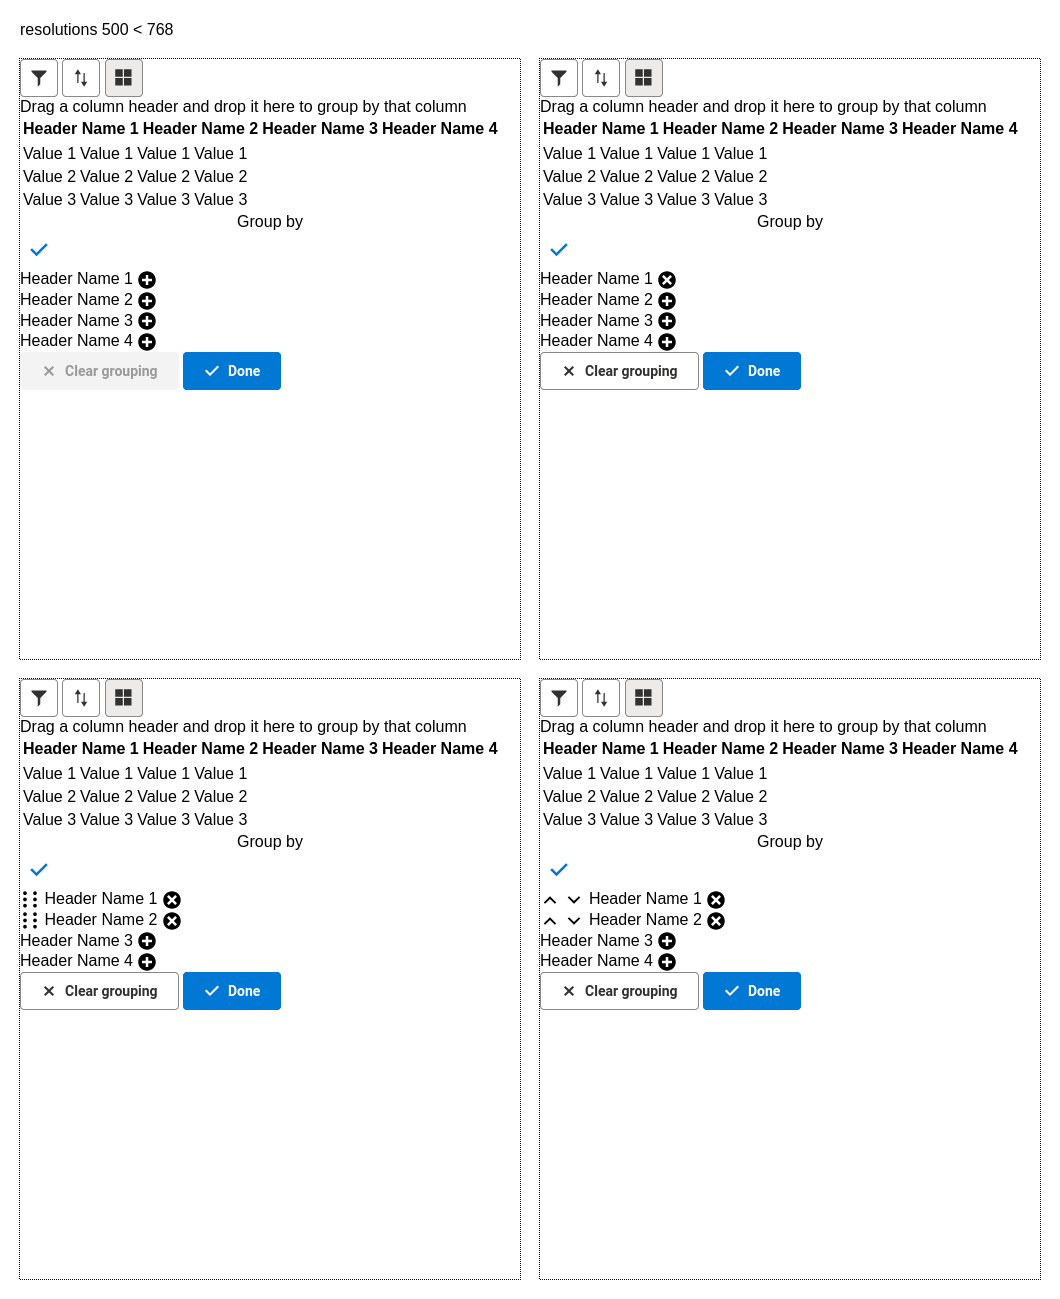 resolutions 500 < 768
Drag a column header and drop it here to group by that column
Header Name 1 Header Name 2 Header Name 3 Header Name 4
Value 1 Value 1 Value 1 Value 1
Value 2 Value 2 Value 2 Value 2
Value 3 Value 3 Value 3 Value 3
Group by
Header Name 1
Header Name 2
Header Name 3
Header Name 4
Clear grouping Done
Drag a column header and drop it here to group by that column
Header Name 1 Header Name 2 Header Name 3 Header Name 4
Value 1 Value 1 Value 1 Value 1
Value 2 Value 2 Value 2 Value 2
Value 3 Value 3 Value 3 Value 3
Group by
Header Name 1
Header Name 2
Header Name 3
Header Name 4
Clear grouping Done
Drag a column header and drop it here to group by that column
Header Name 1 Header Name 2 Header Name 3 Header Name 4
Value 1 Value 1 Value 1 Value 1
Value 2 Value 2 Value 2 Value 2
Value 3 Value 3 Value 3 Value 3
Group by
Header Name 1
Header Name 2
Header Name 3
Header Name 4
Clear grouping Done
Drag a column header and drop it here to group by that column
Header Name 1 Header Name 2 Header Name 3 Header Name 4
Value 1 Value 1 Value 1 Value 1
Value 2 Value 2 Value 2 Value 2
Value 3 Value 3 Value 3 Value 3
Group by
Header Name 1
Header Name 2
Header Name 3
Header Name 4
Clear grouping Done